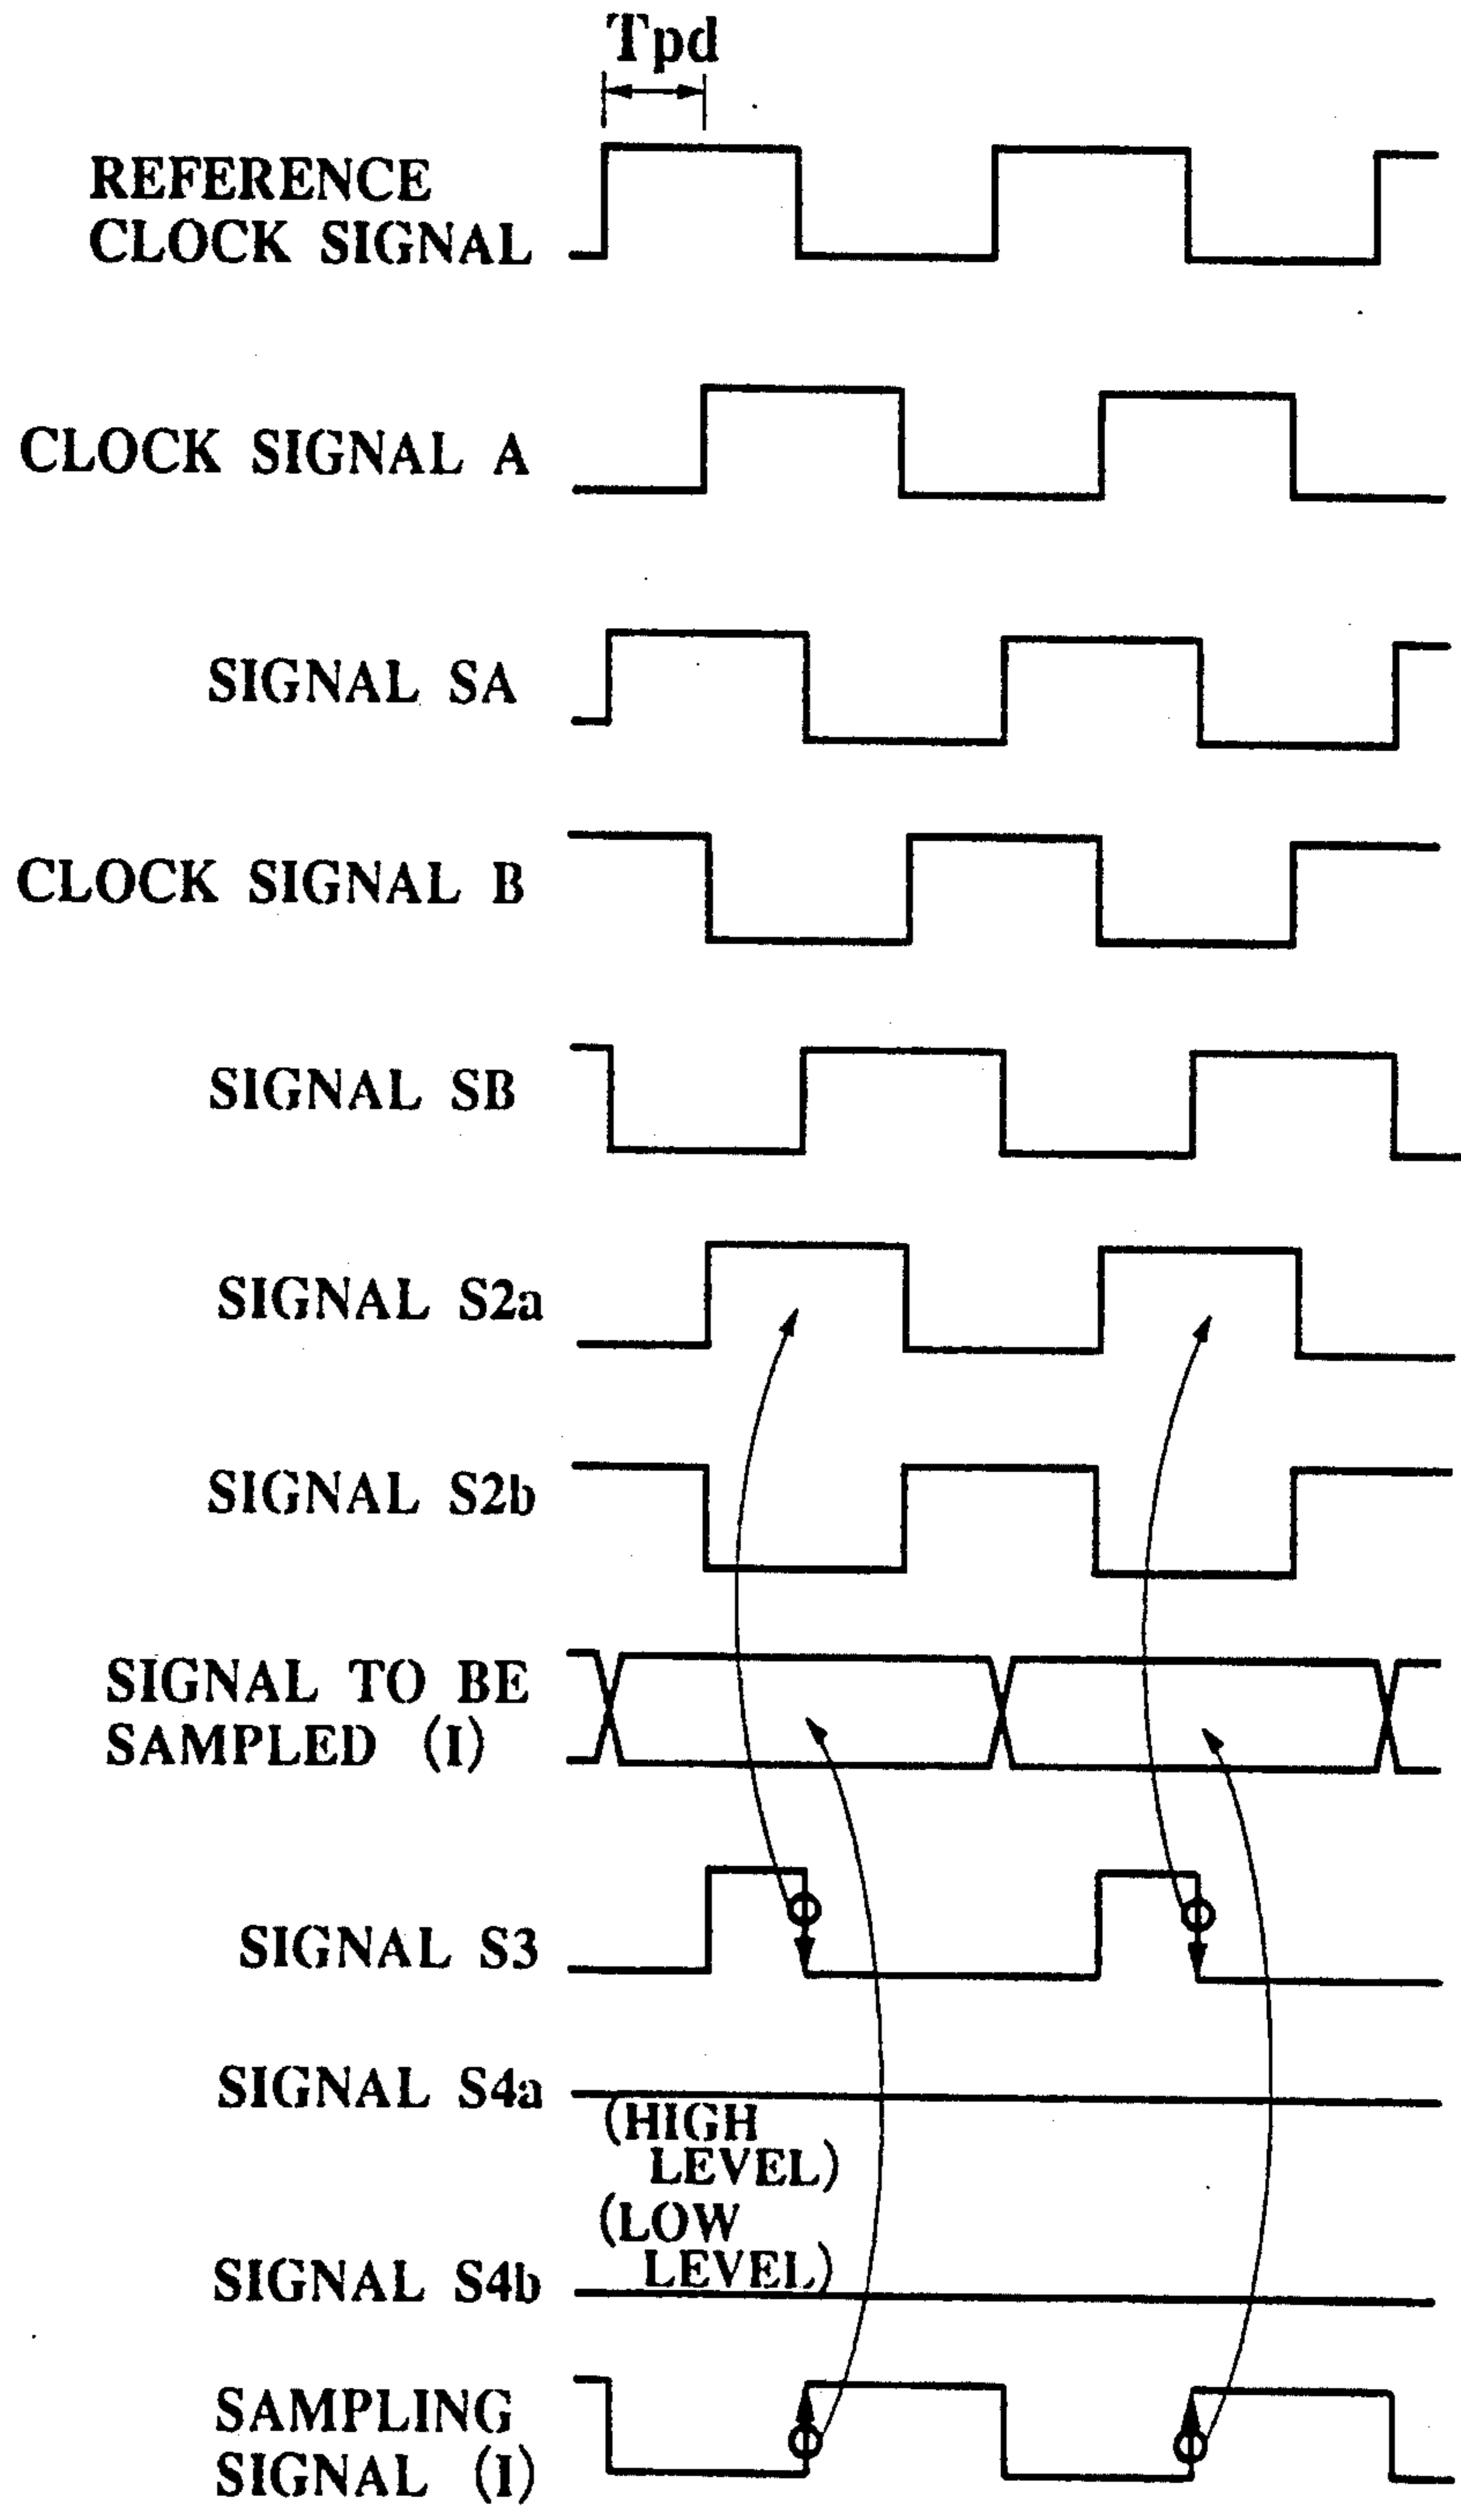 Tpd
REFERENCE
CLOCK SIGNAL
CLOCK SIGNAL A
SIGNAL SA
CLOCK SIGNAL B
SIGNAL SB
SIGNAL S2a
SIGNAL S2b
SIGNAL TO BE
SAMPLED (I)
SIGNAL S3
SIGNAL S4a
(HIGH
LEVEL)
(LOW
LEVEL)
SIGNAL S4b
SAMPLING
SIGNAL (I)